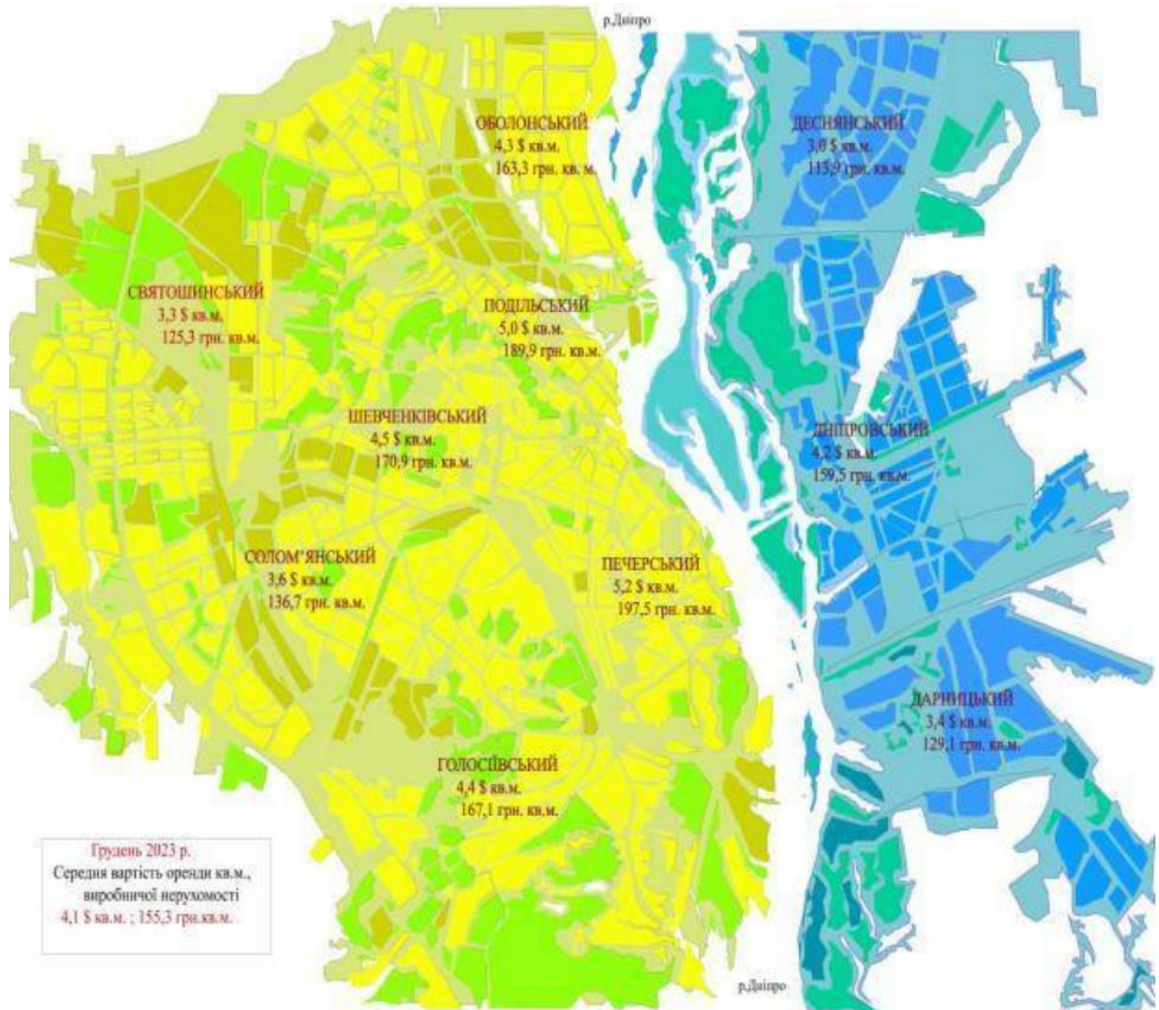 р.Дніпро
ОБОЛОНСЬКИЙ
4,3 $ кв.м.
163,3 грн. кв. м.
ДЕСНЯНСЬКИЙ
3,0 $ кв.м.
115,9 грн. кв.м.
СВЯТОШИНСЬКИЙ
3,3 $ кв.м.
125,3 грн. кв.м.
ПОДІЛЬСЬКИЙ
5,0 $ кв.м.
189,9 грн. кв.м.
ШЕВЧЕНКІВСЬКИЙ
4,5 $ кв.м.
170,9 грн. кв.м.
ДНІПРОВСЬКИЙ
4,2 $ кв.м.
159,5 грн. кв.м.
СОЛОМ'ЯНСЬКИЙ
3,6 $ кв.м.
136,7 грн. кв.м.
ПЕЧЕРСЬКИЙ
5,2 $ кв.м.
197,5 грн. кв.м.
ДАРНИЦЬКИЙ
3,4 $ кв.м.
129,1 грн. кв.м.
ГОЛОСІЇВСЬКИЙ
4,4 $ кв.м.
167,1 грн. кв.м.
Грудень 2023 р.
Середня вартість оренди кв.м.,
виробничої нерухомості
4,1 $ кв.м. ; 155,3 грн.кв.м.
р.Дніпро